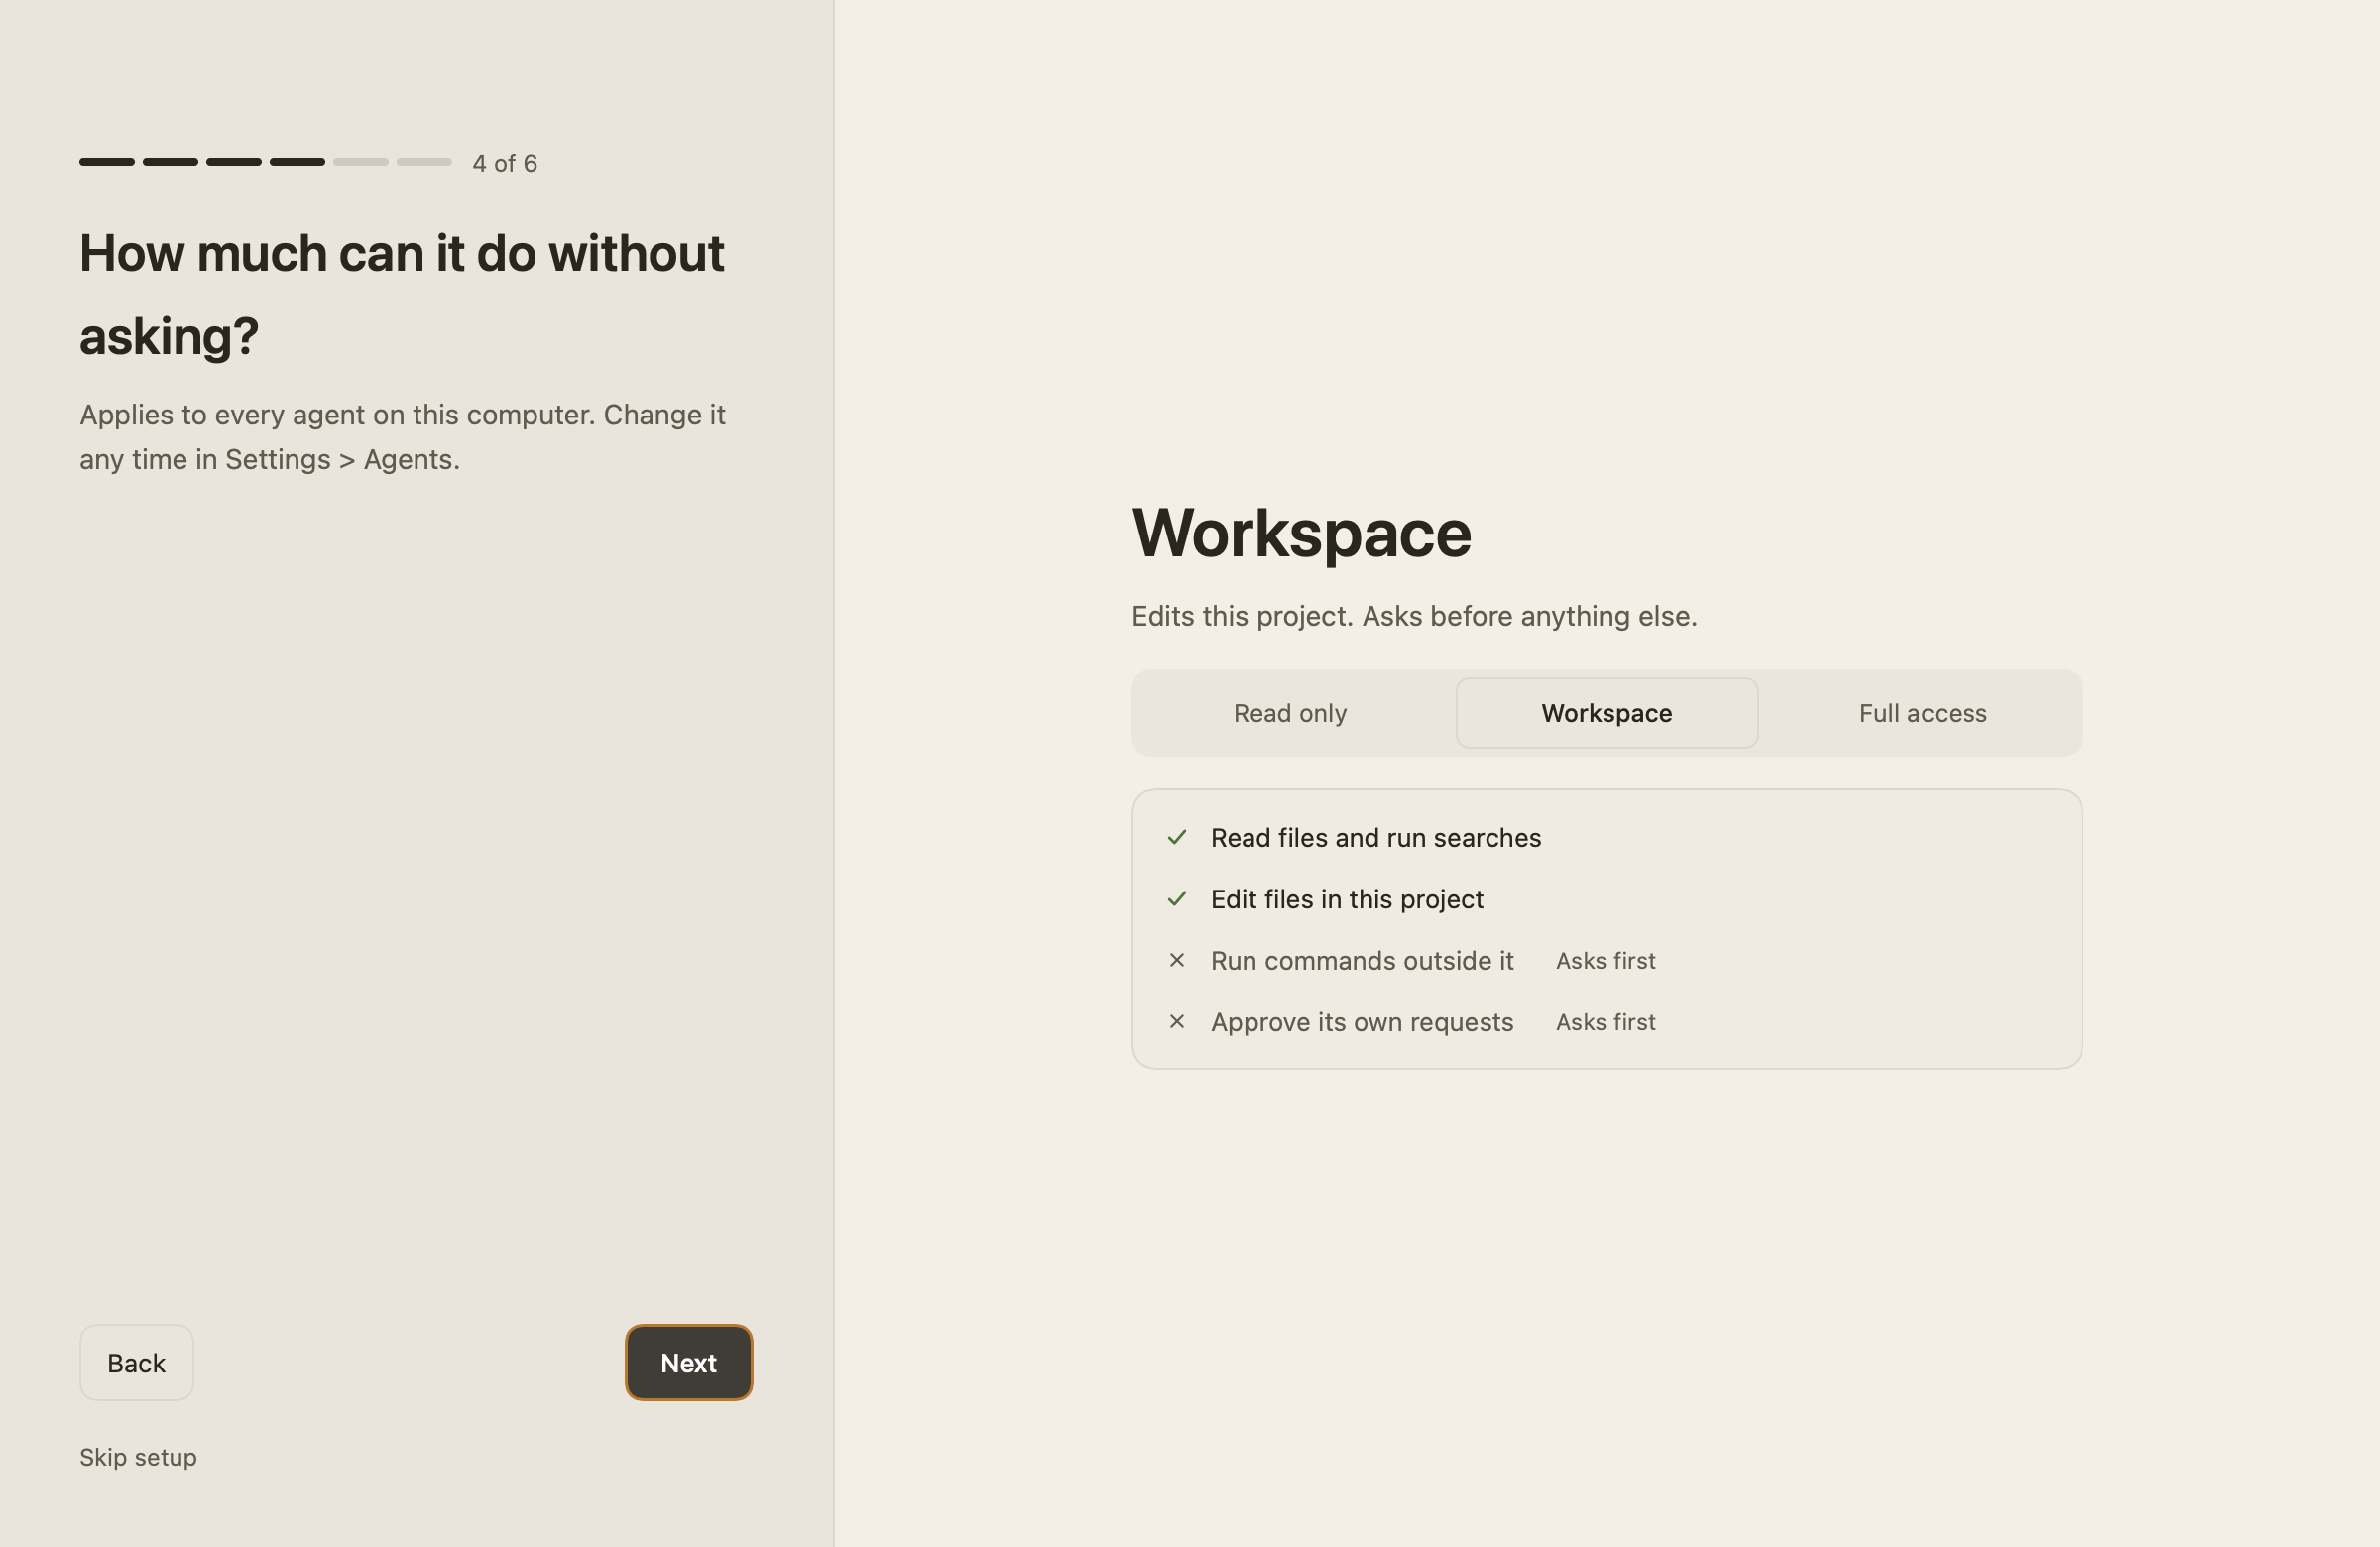 4 of 6
How much can it do without
asking?
Applies to every agent on this computer. Change it
any time in Settings > Agents.
Back
Next
Skip setup
Workspace
Edits this project. Asks before anything else.
Read only
Workspace
Full access
Read files and run searches
Edit files in this project
Run commands outside it Asks first
Approve its own requests Asks first